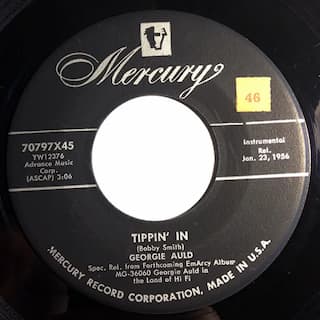 Mercury
46
70797X45
YW12376
Advance Music
Corp.
(ASCAP) 3:06
Instrumental
Rel.
Jan. 23, 1956
TIPPIN' IN
(Bobby Smith)
GEORGIE AULD
Spec. Rel. from Forthcoming EmArcy Album
MG-36060 Georgie Auld in
the Land of Hi Fi
MERCURY RECORD CORPORATION, MADE IN U.S.A.